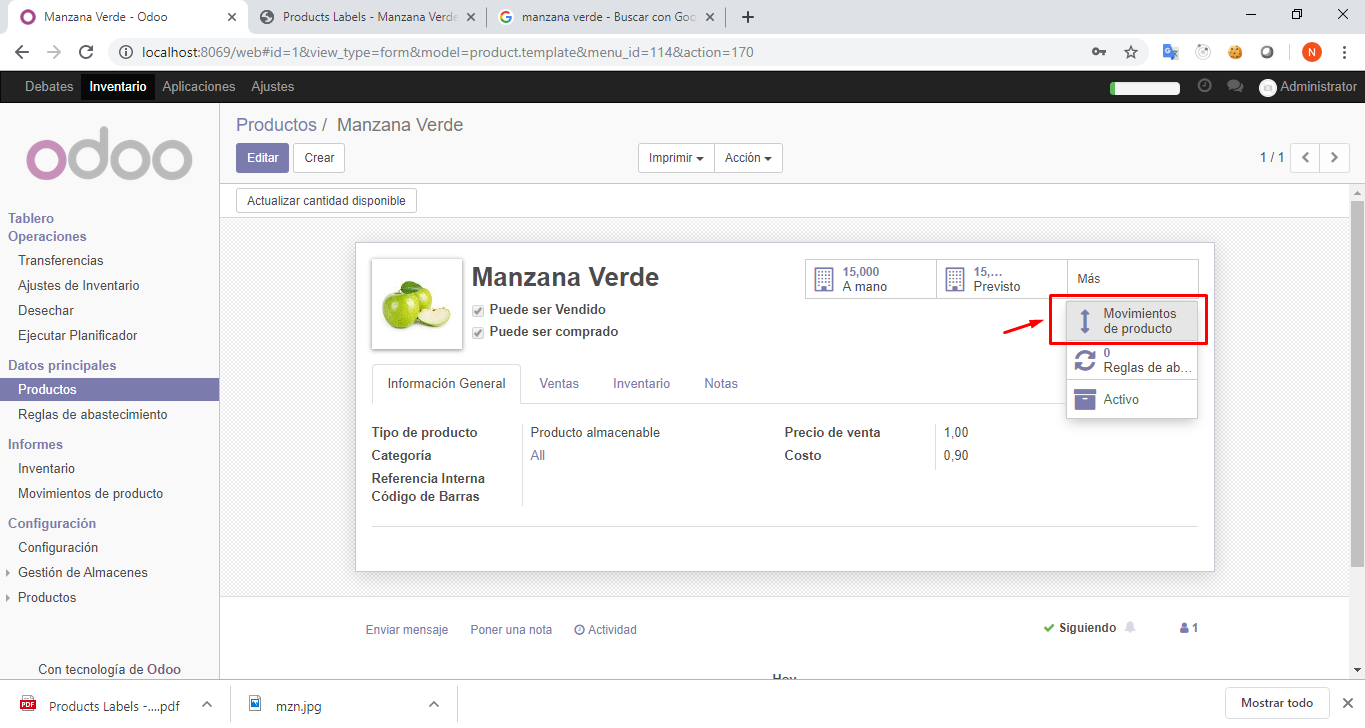 Manzana Verde - Odoo
Products Labels - Manzana Verde
manzana verde - Buscar con Goo
localhost:8069/web#id=1&view_type=form&model=product.template&menu_id=114&action=170
N
Debates Inventario Aplicaciones Ajustes
Administrator
odoo
Productos / Manzana Verde
Editar Crear
Imprimir Acción
1 / 1
Actualizar cantidad disponible
Tablero
Operaciones
Transferencias
Ajustes de Inventario
Desechar
Ejecutar Planificador
Datos principales
Productos
Reglas de abastecimiento
Informes
Inventario
Movimientos de producto
Configuración
Configuración
Gestión de Almacenes
Productos
Con tecnología de Odoo
Manzana Verde
Puede ser Vendido
Puede ser comprado
15,000
A mano
15,...
Previsto
Más
Movimientos
de producto
0
Reglas de ab...
Activo
Información General Ventas Inventario Notas
Tipo de producto Producto almacenable
Categoría All
Referencia Interna
Código de Barras
Precio de venta 1,00
Costo 0,90
Enviar mensaje Poner una nota Actividad
Siguiendo 1
Hoy
PDF
Products Labels -....pdf
mzn.jpg
Mostrar todo